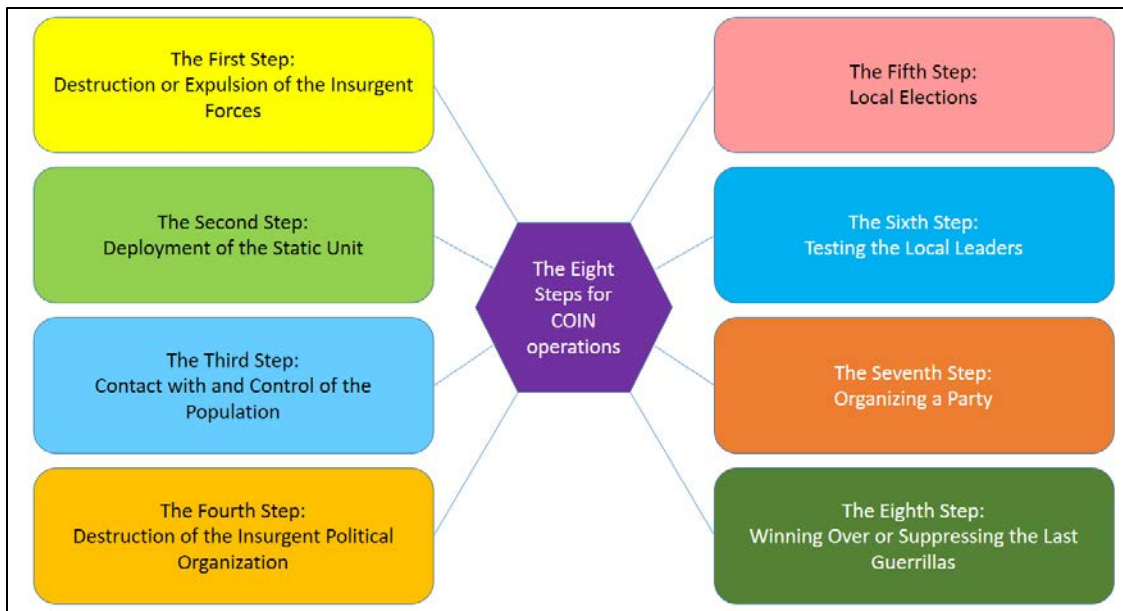 The First Step:
Destruction or Expulsion of the Insurgent
Forces
The Second Step:
Deployment of the Static Unit
The Third Step:
Contact with and Control of the
Population
The Fourth Step:
Destruction of the Insurgent Political
Organization
The Eight
Steps for
COIN
operations
The Fifth Step:
Local Elections
The Sixth Step:
Testing the Local Leaders
The Seventh Step:
Organizing a Party
The Eighth Step:
Winning Over or Suppressing the Last
Guerrillas